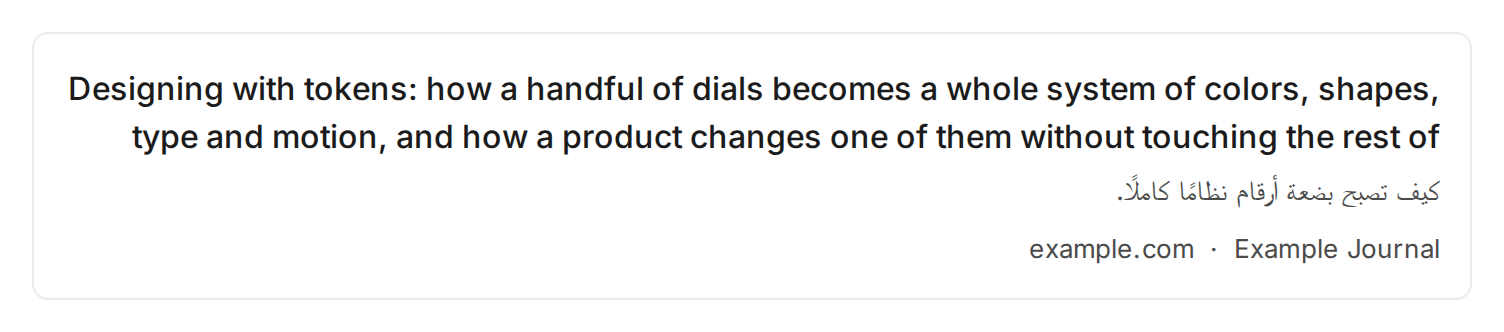 Designing with tokens: how a handful of dials becomes a whole system of colors, shapes,
type and motion, and how a product changes one of them without touching the rest of
كيف تصبح بضعة أرقام نظامًا كاملًا.
example.com · Example Journal